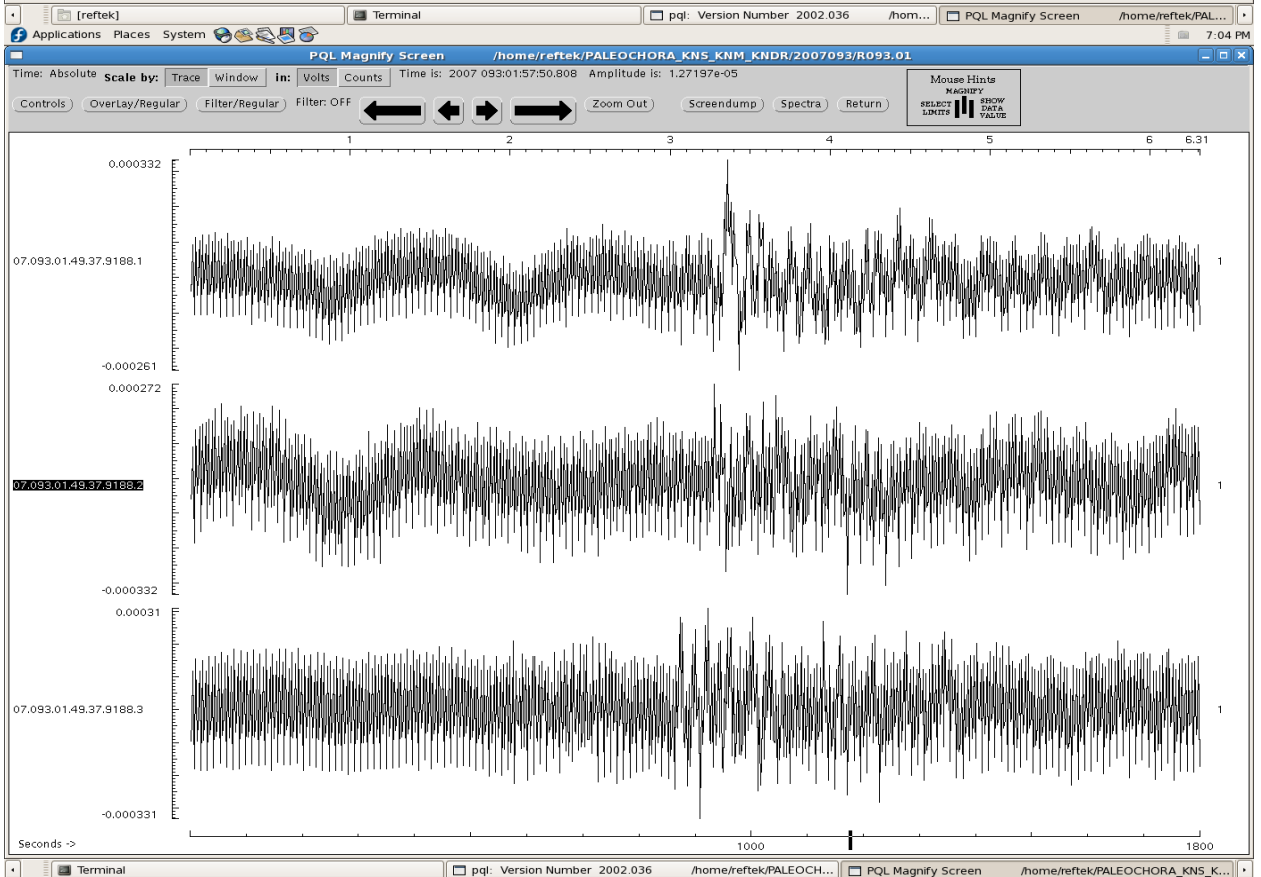 [reftek] Terminal pql: Version Number 2002.036 /hom... PQL Magnify Screen /home/reftek/PAL...
Applications Places System 7:04 PM
PQL Magnify Screen /home/reftek/PALEOCHORA_KNS_KNM_KNDR/2007093/R093.01
Time: Absolute Scale by: Trace Window in: Volts Counts Time is: 2007 093:01:57:50.808 Amplitude is: 1.27197e-05
Controls OverLay/Regular Filter/Regular Filter: OFF Zoom Out Screendump Spectra Return
Mouse Hints
MAGNIFY
SELECT LIMITS
SHOW DATA VALUE
1 2 3 4 5 6 6.31
0.000332
07.093.01.49.37.9188.1 1
-0.000261
0.000272
07.093.01.49.37.9188.2 1
-0.000332
0.00031
07.093.01.49.37.9188.3 1
-0.000331
Seconds -> 1000 1800
Terminal pql: Version Number 2002.036 /home/reftek/PALEOCH... PQL Magnify Screen /home/reftek/PALEOCHORA_KNS_K...